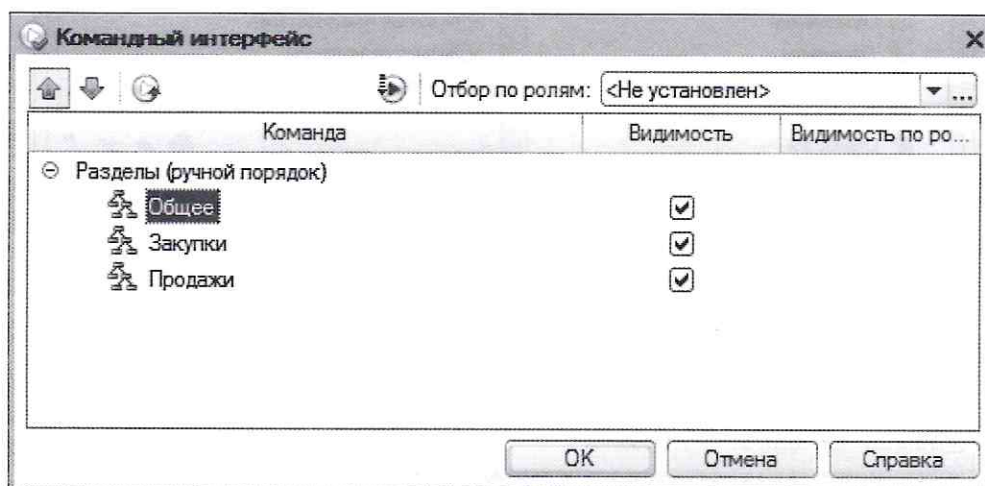 Командный интерфейс
Отбор по ролям: <Не установлен> ...
Команда Видимость Видимость по ро...
Разделы (ручной порядок)
Общее
Закупки
Продажи
OK Отмена Справка